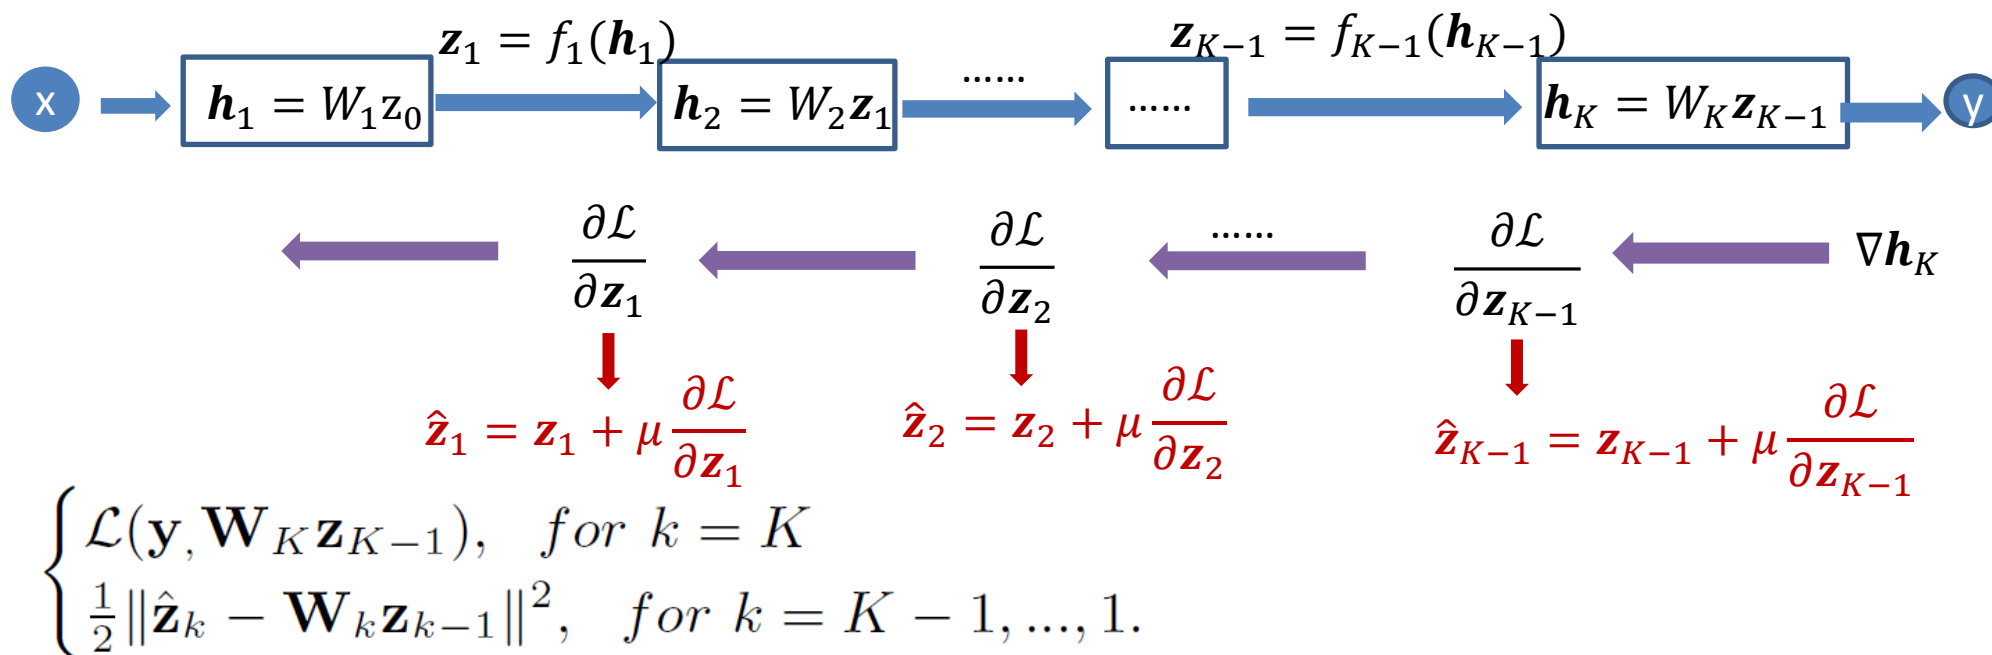 𝒛₁ = f₁(𝒉₁)
𝒛_{K−1} = f_{K−1}(𝒉_{K−1})
x
𝒉₁ = W₁z₀
𝒉₂ = W₂𝒛₁
......
......
𝒉_K = W_K𝒛_{K−1}
y
∂ℒ/∂𝒛₁
∂ℒ/∂𝒛₂
......
∂ℒ/∂𝒛_{K−1}
∇𝒉_K
𝒛̂₁ = 𝒛₁ + μ ∂ℒ/∂𝒛₁
𝒛̂₂ = 𝒛₂ + μ ∂ℒ/∂𝒛₂
𝒛̂_{K−1} = 𝒛_{K−1} + μ ∂ℒ/∂𝒛_{K−1}
{ ℒ(𝐲, 𝐖_K𝐳_{K−1}), for k = K
½‖𝐳̂_k − 𝐖_k𝐳_{k−1}‖², for k = K − 1, ..., 1.